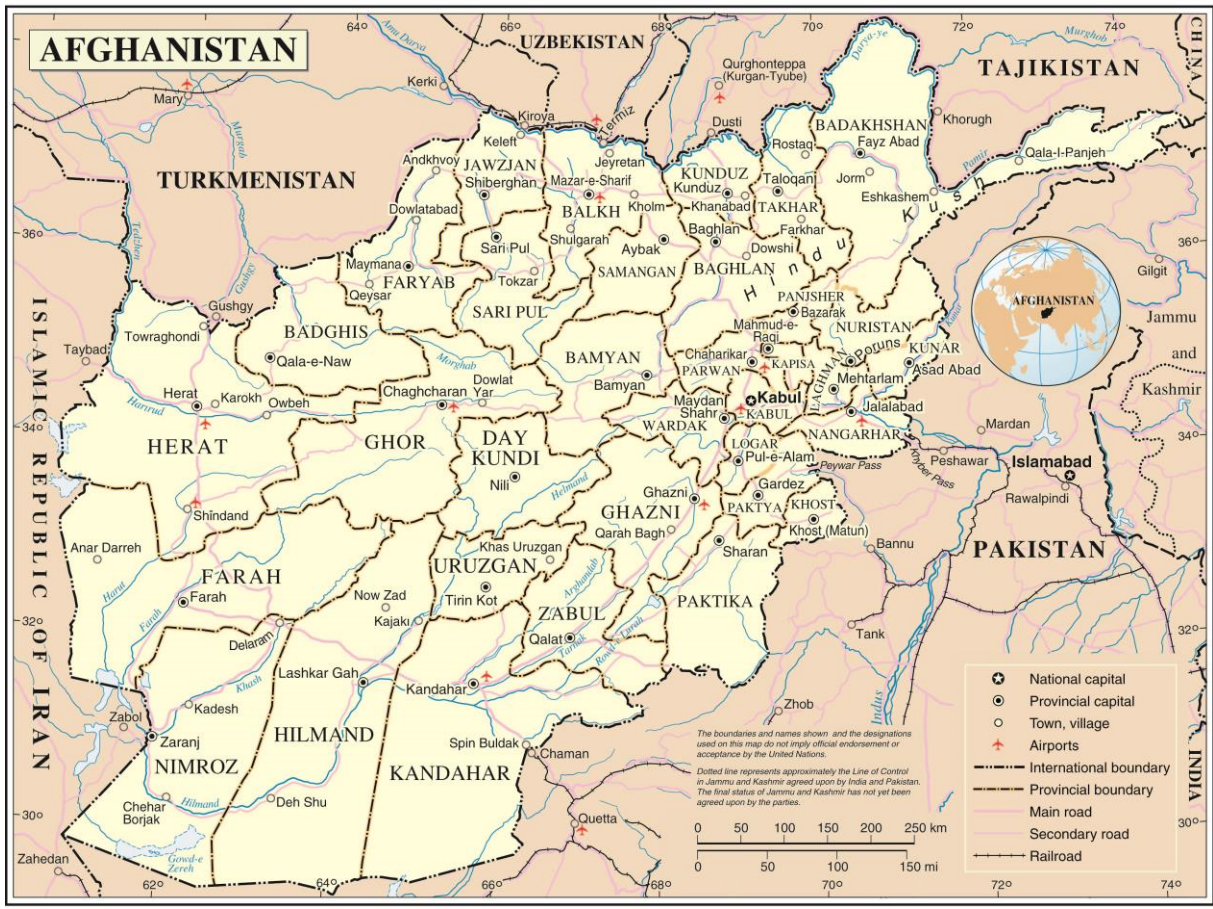 AFGHANISTAN
UZBEKISTAN
TAJIKISTAN
CHINA
TURKMENISTAN
ISLAMIC REPUBLIC OF IRAN
PAKISTAN
INDIA
Jammu
and
Kashmir
64°
66°
68°
70°
72°
74°
36°
34°
32°
30°
36°
34°
32°
30°
62°
64°
66°
68°
70°
72°
74°
Amu Darya
Darya-ye
Murghob
Murgab
Tedzhen
Gushgy
Pamir
Kunar
Morghab
Harirud
Helmand
Arghandab
Tarnak
Harut
Farah
Khash
Hilmand
Gowd-e
Zereh
Indus
Hindu Kush
Mary
Kerki
Termiz
Qurghonteppa
(Kurgan-Tyube)
Dusti
Khorugh
Qala-I-Panjeh
Kiroya
Keleft
Andkhvoy
JAWZJAN
Shiberghan
Jeyretan
Mazar-e-Sharif
BALKH
Kholm
KUNDUZ
Kunduz
Khanabad
Rostaq
Taloqan
TAKHAR
Farkhar
BADAKHSHAN
Fayz Abad
Jorm
Eshkashem
Dowlatabad
Sari Pul
Shulgarah
Aybak
Baghlan
Dowshi
BAGHLAN
Maymana
FARYAB
Qeysar
Tokzar
SAMANGAN
SARI PUL
PANJSHER
Bazarak
NURISTAN
Gilgit
Gushgy
Towraghondi
Taybad
BADGHIS
Qala-e-Naw
BAMYAN
Bamyan
Mahmud-e-
Raqi
Chaharikar
PARWAN
KAPISA
LAGHMAN
Poruns
KUNAR
Asad Abad
Mehtarlam
Herat
Karokh
Owbeh
Chaghcharan
Dowlat
Yar
Maydan
Shahr
WARDAK
Kabul
KABUL
Jalalabad
NANGARHAR
Mardan
Peshawar
Khyber Pass
Peywar Pass
Islamabad
Rawalpindi
HERAT
GHOR
DAY
KUNDI
Nili
LOGAR
Pul-e-Alam
Ghazni
GHAZNI
Gardez
PAKTYA
KHOST
Khost (Matun)
Qarah Bagh
Sharan
Bannu
Shindand
Anar Darreh
FARAH
Farah
Khas Uruzgan
URUZGAN
Tirin Kot
Now Zad
Kajaki
ZABUL
Qalat
PAKTIKA
Tank
Delaram
Lashkar Gah
Kandahar
Zhob
Zabol
Kadesh
Zaranj
NIMROZ
HILMAND
KANDAHAR
Spin Buldak
Chaman
Chehar
Borjak
Deh Shu
Quetta
Zahedan
AFGHANISTAN
National capital
Provincial capital
Town, village
Airports
International boundary
Provincial boundary
Main road
Secondary road
Railroad
The boundaries and names shown and the designations
used on this map do not imply official endorsement or
acceptance by the United Nations.
Dotted line represents approximately the Line of Control
in Jammu and Kashmir agreed upon by India and Pakistan.
The final status of Jammu and Kashmir has not yet been
agreed upon by the parties.
0 50 100 150 200 250 km
0 50 100 150 mi